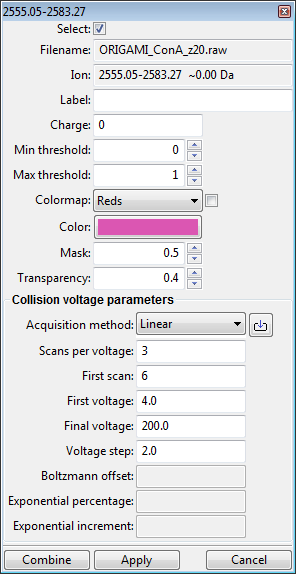 2555.05-2583.27
Select:
Filename: ORIGAMI_ConA_z20.raw
Ion: 2555.05-2583.27 ~0.00 Da
Label:
Charge: 0
Min threshold: 0
Max threshold: 1
Colormap: Reds
Color:
Mask: 0.5
Transparency: 0.4
Collision voltage parameters
Acquisition method: Linear
Scans per voltage: 3
First scan: 6
First voltage: 4.0
Final voltage: 200.0
Voltage step: 2.0
Boltzmann offset:
Exponential percentage:
Exponential increment:
Combine Apply Cancel